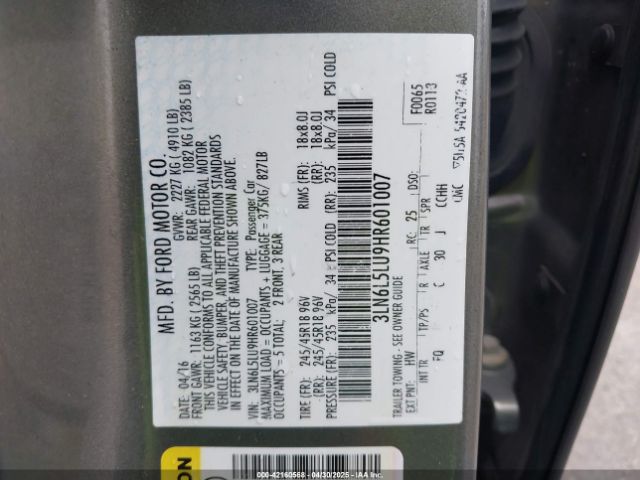 MFD. BY FORD MOTOR CO.
DATE: 04/16 GVWR: 2227 KG ( 4910 LB)
FRONT GAWR: 1163 KG ( 2565 LB) REAR GAWR: 1082 KG ( 2385 LB)
THIS VEHICLE CONFORMS TO ALL APPLICABLE FEDERAL MOTOR
VEHICLE SAFETY, BUMPER, AND THEFT PREVENTION STANDARDS
IN EFFECT ON THE DATE OF MANUFACTURE SHOWN ABOVE.
VIN: 3LN6L5LU9HR601007 TYPE: Passenger Car
MAXIMUM LOAD = OCCUPANTS + LUGGAGE = 375KG/ 827LB
OCCUPANTS = 5 TOTAL: 2 FRONT, 3 REAR
TIRE (FR): 245/45R18 96V RIMS (FR): 18x8.0J
(RR): 245/45R18 96V (RR): 18x8.0J
PRESSURE (FR): 235 kPa/ 34 PSI COLD (RR): 235 kPa/ 34 PSI COLD
3LN6L5LU9HR601007
F0065
R0113
TRAILER TOWING - SEE OWNER GUIDE
EXT PNT: HW RC: 25 DSO:
INT TR TP/PS R AXLE TR SPR
C 30 J CCHH
UMC
ON
000-42160568 - 04/30/2025 - IAAUS